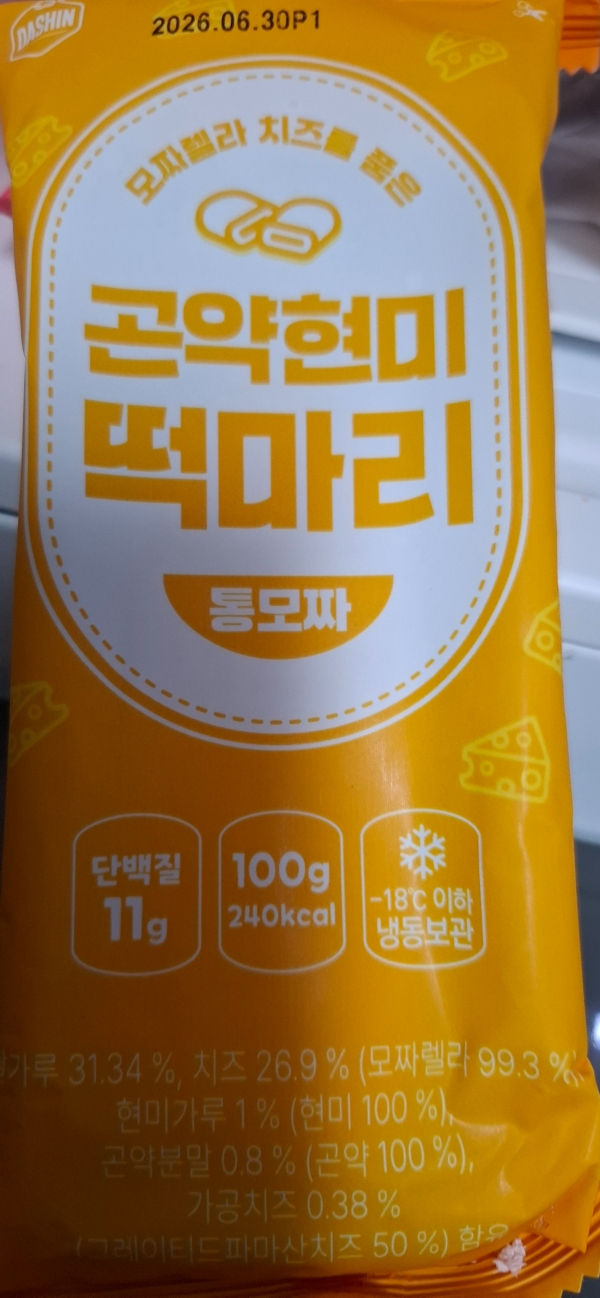 DASHIN
2026.06.30P1
모짜렐라 치즈를 품은
곤약현미
떡마리
통모짜
단백질
11g
100g
240kcal
-18℃ 이하
냉동보관
가루 31.34 %, 치즈 26.9 % (모짜렐라 99.3 %),
현미가루 1 % (현미 100 %),
곤약분말 0.8 % (곤약 100 %),
가공치즈 0.38 %
(그레이티드파마산치즈 50 %) 함유